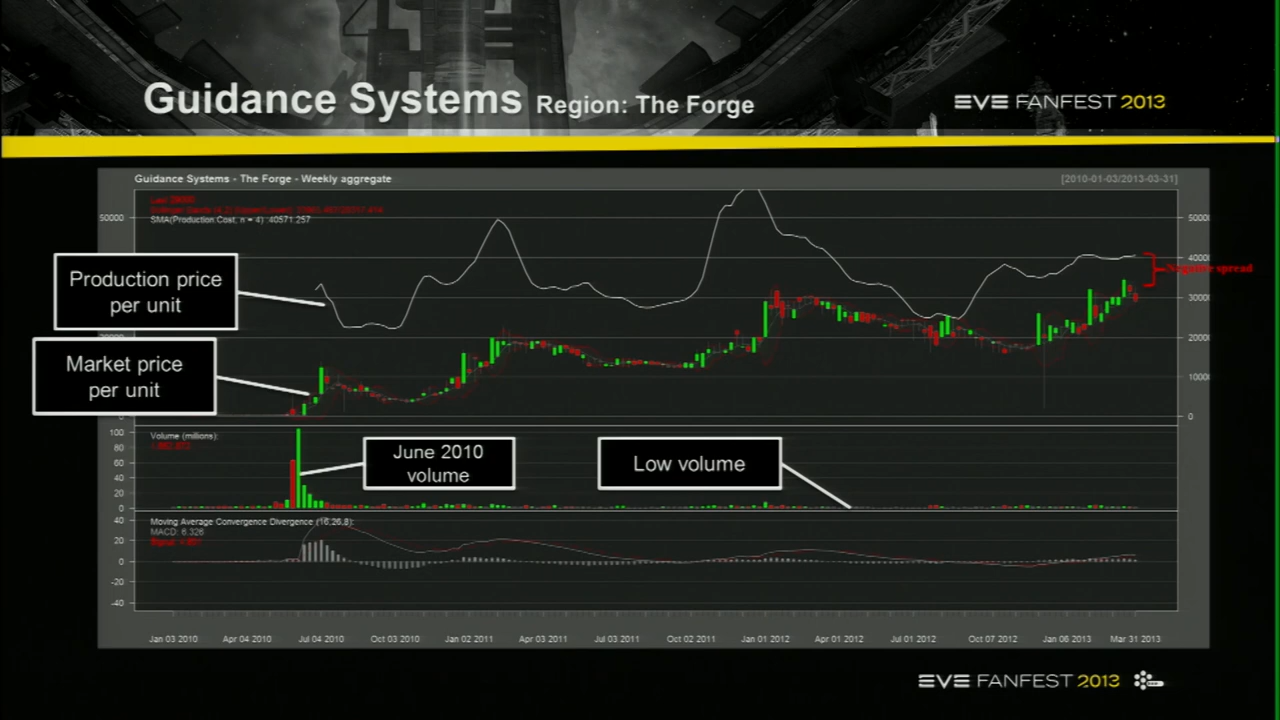 Guidance Systems Region: The Forge
EVE FANFEST 2013
Guidance Systems - The Forge - Weekly aggregate
[2010-01-03/2013-03-31]
SMA(Production Cost, n = 4) :40571.257
50000
50000
40000
30000
20000
10000
0
Production price
per unit
Negative spread
Market price
per unit
0
Volume (millions):
100
80
60
40
20
0
June 2010
volume
Low volume
Moving Average Convergence Divergence (16,26,8):
MACD: 6.326
40
20
0
-20
-40
Jan 03 2010 Apr 04 2010 Jul 04 2010 Oct 03 2010 Jan 02 2011 Apr 03 2011 Jul 03 2011 Oct 02 2011 Jan 01 2012 Apr 01 2012 Jul 01 2012 Oct 07 2012 Jan 06 2013 Mar 31 2013
EVE FANFEST 2013